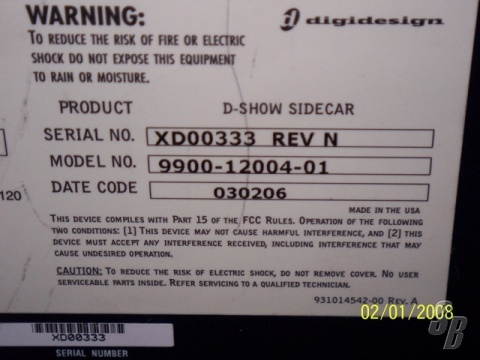 WARNING:
digidesign
TO REDUCE THE RISK OF FIRE OR ELECTRIC
SHOCK DO NOT EXPOSE THIS EQUIPMENT
TO RAIN OR MOISTURE.
PRODUCT D-SHOW SIDECAR
SERIAL NO. XD00333 REV N
MODEL NO. 9900-12004-01
120
DATE CODE 030206
MADE IN THE USA
THIS DEVICE COMPLIES WITH PART 15 OF THE FCC RULES. OPERATION OF THE FOLLOWING
TWO CONDITIONS: [1] THIS DEVICE MAY NOT CAUSE HARMFUL INTERFERENCE, AND [2] THIS
DEVICE MUST ACCEPT ANY INTERFERENCE RECEIVED, INCLUDING INTERFERENCE THAT MAY
CAUSE UNDESIRED OPERATION.
CAUTION: TO REDUCE THE RISK OF ELECTRIC SHOCK, DO NOT REMOVE COVER. NO USER
SERVICEABLE PARTS INSIDE. REFER SERVICING TO A QUALIFIED TECHNICIAN.
931014542-00 REV. A
02/01/2008
XD00333
SERIAL NUMBER